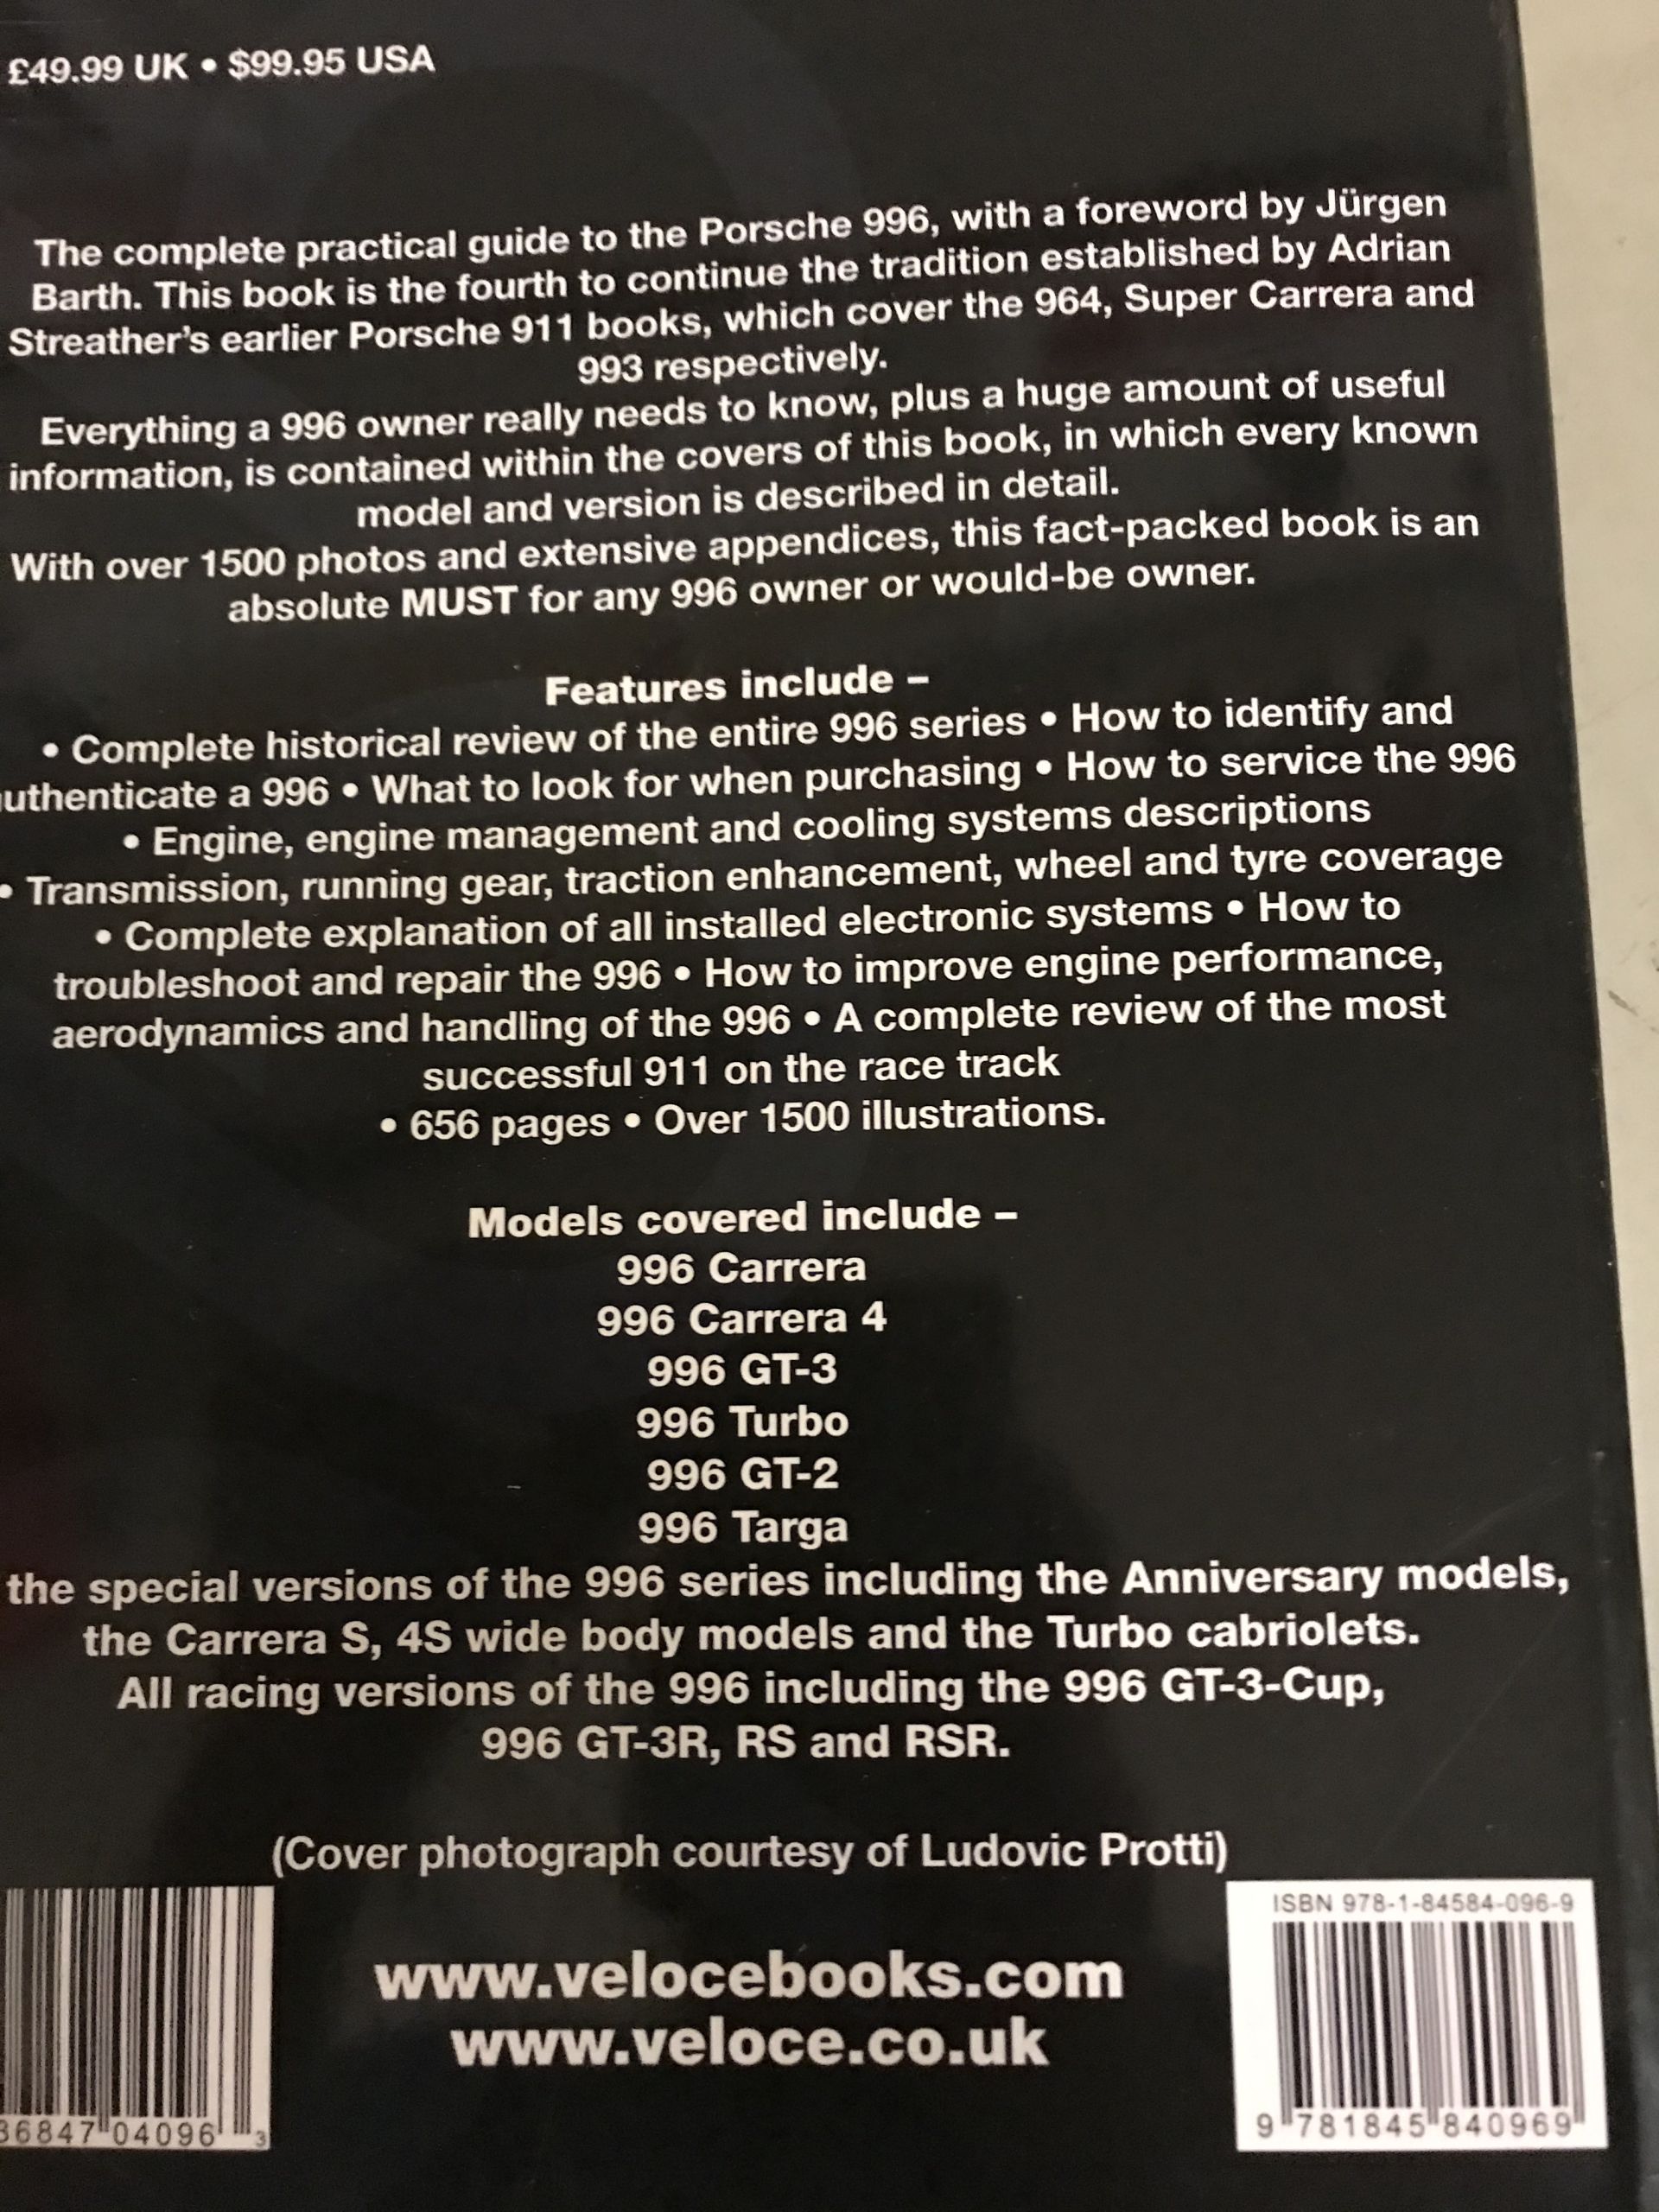 £49.99 UK • $99.95 USA
The complete practical guide to the Porsche 996, with a foreword by Jürgen
Barth. This book is the fourth to continue the tradition established by Adrian
Streather's earlier Porsche 911 books, which cover the 964, Super Carrera and
993 respectively.
Everything a 996 owner really needs to know, plus a huge amount of useful
information, is contained within the covers of this book, in which every known
model and version is described in detail.
With over 1500 photos and extensive appendices, this fact-packed book is an
absolute MUST for any 996 owner or would-be owner.
Features include –
• Complete historical review of the entire 996 series • How to identify and
uthenticate a 996 • What to look for when purchasing • How to service the 996
• Engine, engine management and cooling systems descriptions
• Transmission, running gear, traction enhancement, wheel and tyre coverage
• Complete explanation of all installed electronic systems • How to
troubleshoot and repair the 996 • How to improve engine performance,
aerodynamics and handling of the 996 • A complete review of the most
successful 911 on the race track
• 656 pages • Over 1500 illustrations.
Models covered include –
996 Carrera
996 Carrera 4
996 GT-3
996 Turbo
996 GT-2
996 Targa
the special versions of the 996 series including the Anniversary models,
the Carrera S, 4S wide body models and the Turbo cabriolets.
All racing versions of the 996 including the 996 GT-3-Cup,
996 GT-3R, RS and RSR.
(Cover photograph courtesy of Ludovic Protti)
ISBN 978-1-84584-096-9
www.velocebooks.com
www.veloce.co.uk
36847 04096 3
9 781845 840969